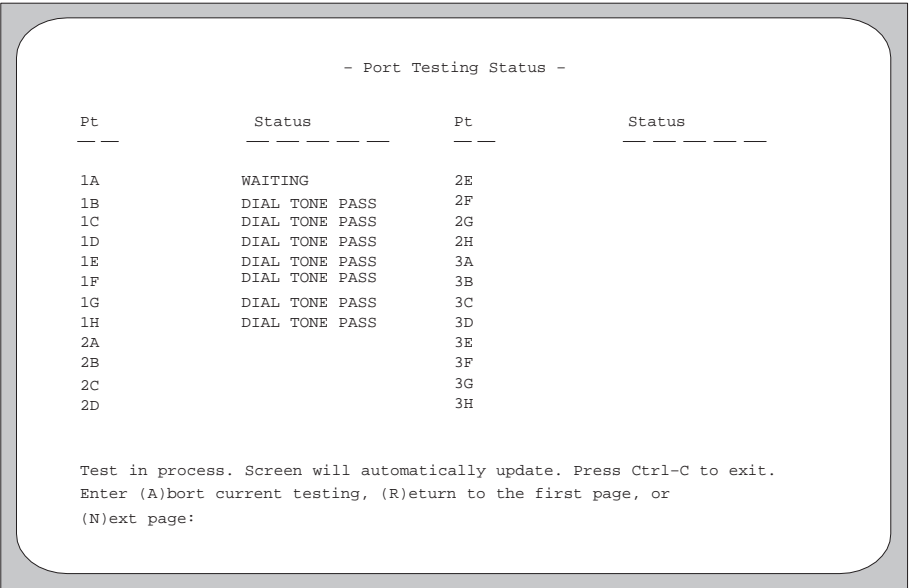 - Port Testing Status -
Pt Status Pt Status
1A WAITING 2E
1B DIAL TONE PASS 2F
1C DIAL TONE PASS 2G
1D DIAL TONE PASS 2H
1E DIAL TONE PASS 3A
1F DIAL TONE PASS 3B
1G DIAL TONE PASS 3C
1H DIAL TONE PASS 3D
2A 3E
2B 3F
2C 3G
2D 3H
Test in process. Screen will automatically update. Press Ctrl-C to exit.
Enter (A)bort current testing, (R)eturn to the first page, or
(N)ext page: